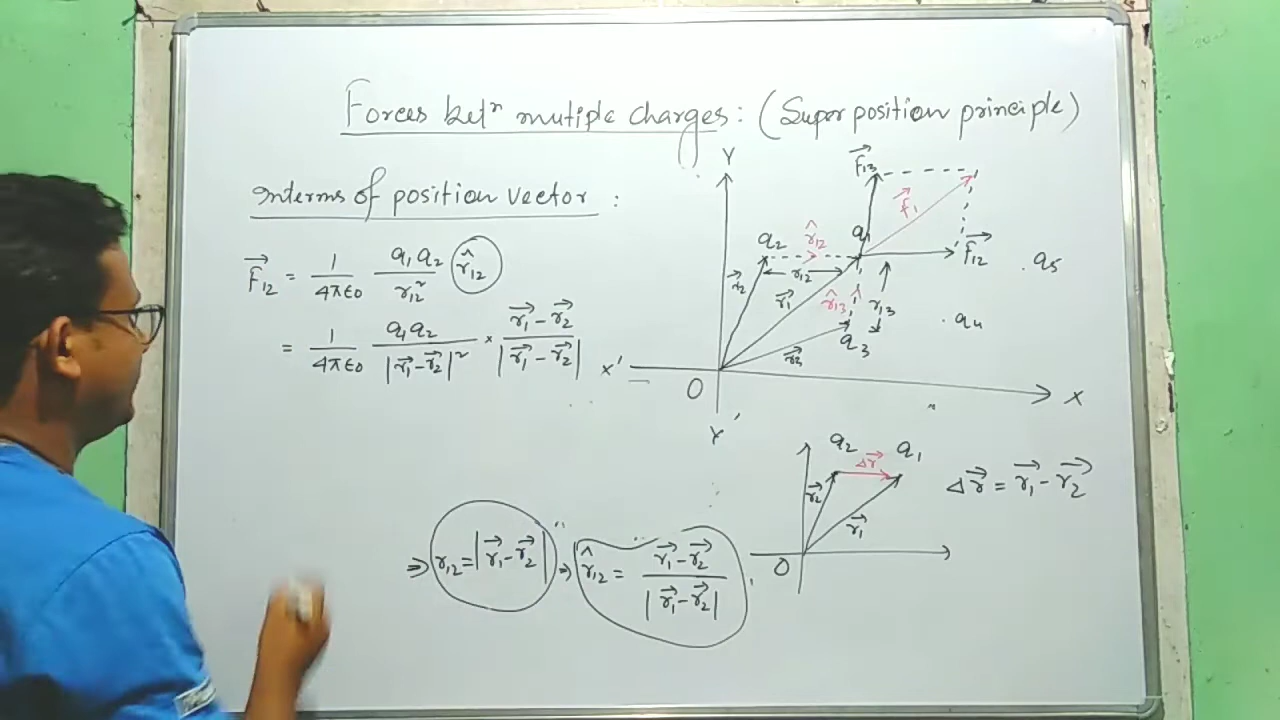 Forces betⁿ mutiple charges : (Super position principle)
Interms of position vector :
F⃗₁₂ = 1/4πε₀ q₁q₂/r₁₂² r̂₁₂
= 1/4πε₀ q₁q₂/|r⃗₁-r⃗₂|² × r⃗₁-r⃗₂/|r⃗₁-r⃗₂|
Y
F⃗₁₃
F⃗₁
q₂
r̂₁₂
q₁
F⃗₁₂
r⃗₂
r₁₂
r⃗₁
r̂₁₃
r₁₃
q₅
q₄
q₃
r⃗₃
X'
O
X
Y'
q₂
Δr⃗
q₁
r⃗₂
r⃗₁
O
Δr⃗ = r⃗₁-r⃗₂
⇒ r₁₂ = |r⃗₁-r⃗₂| ⇒ r̂₁₂ = r⃗₁-r⃗₂/|r⃗₁-r⃗₂|